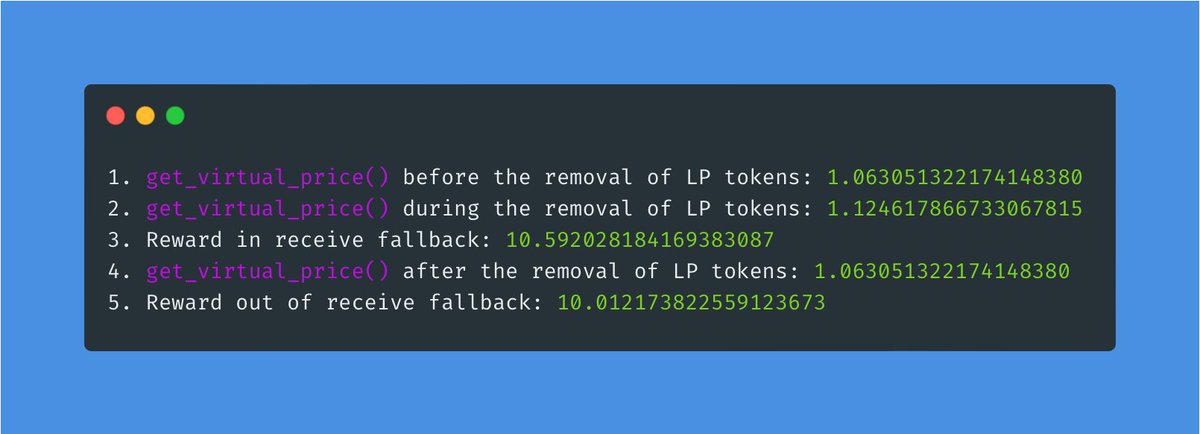 1. get_virtual_price() before the removal of LP tokens: 1.063051322174148380
2. get_virtual_price() during the removal of LP tokens: 1.124617866733067815
3. Reward in receive fallback: 10.592028184169383087
4. get_virtual_price() after the removal of LP tokens: 1.063051322174148380
5. Reward out of receive fallback: 10.012173822559123673